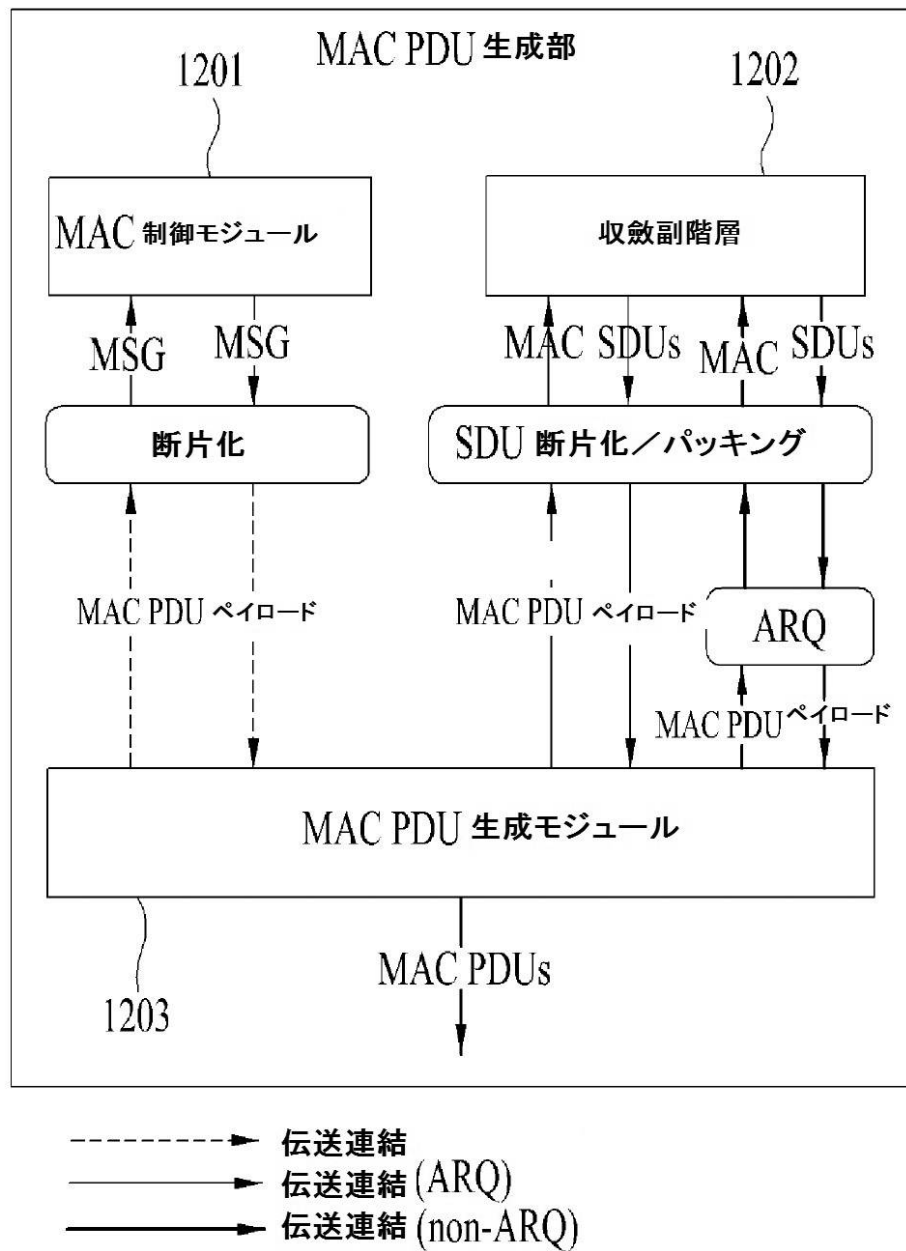 MAC PDU 生成部
1201
1202
MAC 制御モジュール
収斂副階層
MSG
MSG
MAC SDUs
MAC SDUs
断片化
SDU 断片化／パッキング
MAC PDU ペイロード
MAC PDU ペイロード
ARQ
MAC PDU ペイロード
MAC PDU 生成モジュール
MAC PDUs
1203
伝送連結
伝送連結 (ARQ)
伝送連結 (non-ARQ)